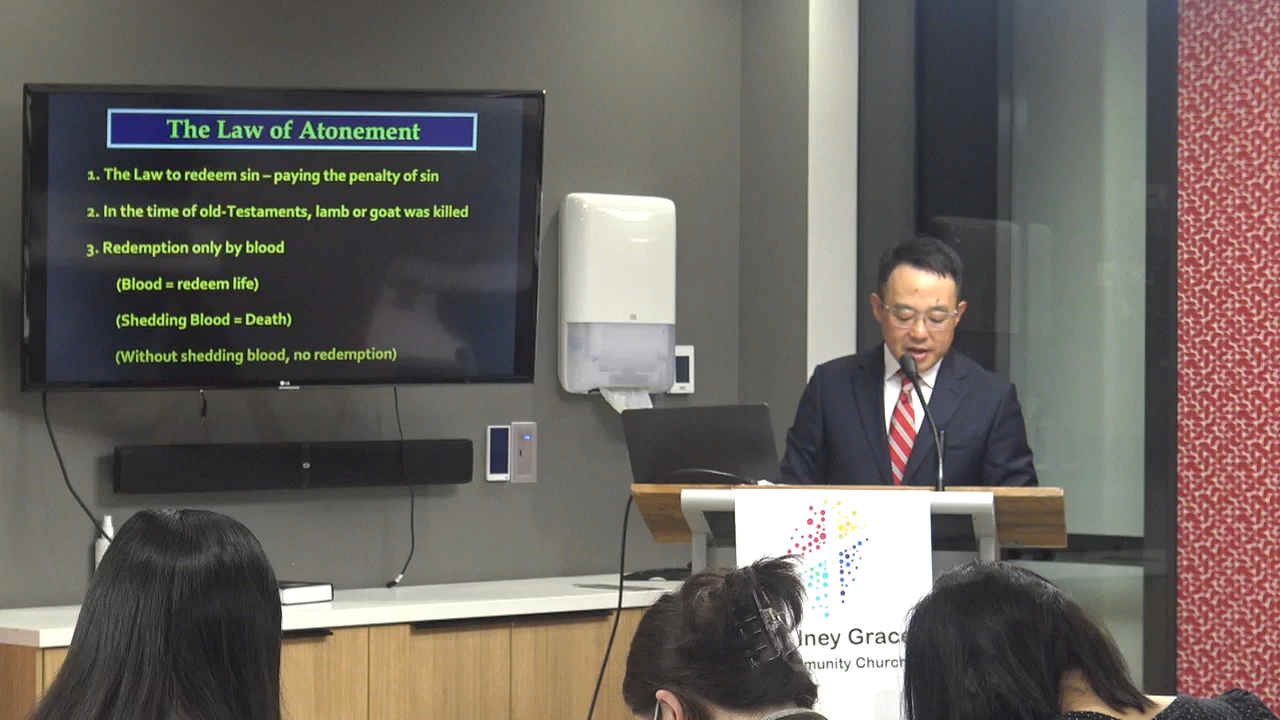 The Law of Atonement
1. The Law to redeem sin – paying the penalty of sin
2. In the time of old-Testaments, lamb or goat was killed
3. Redemption only by blood
(Blood = redeem life)
(Shedding Blood = Death)
(Without shedding blood, no redemption)
LG
Grace
Church